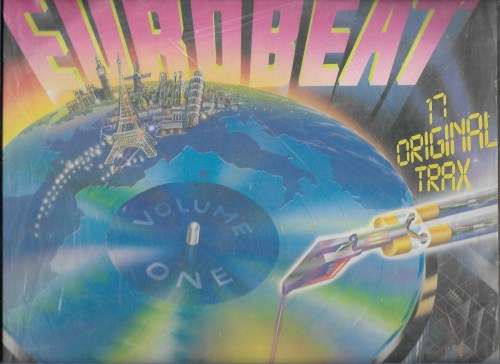 EUROBEAT
17
ORIGINAL
TRAX
VOLUME
ONE